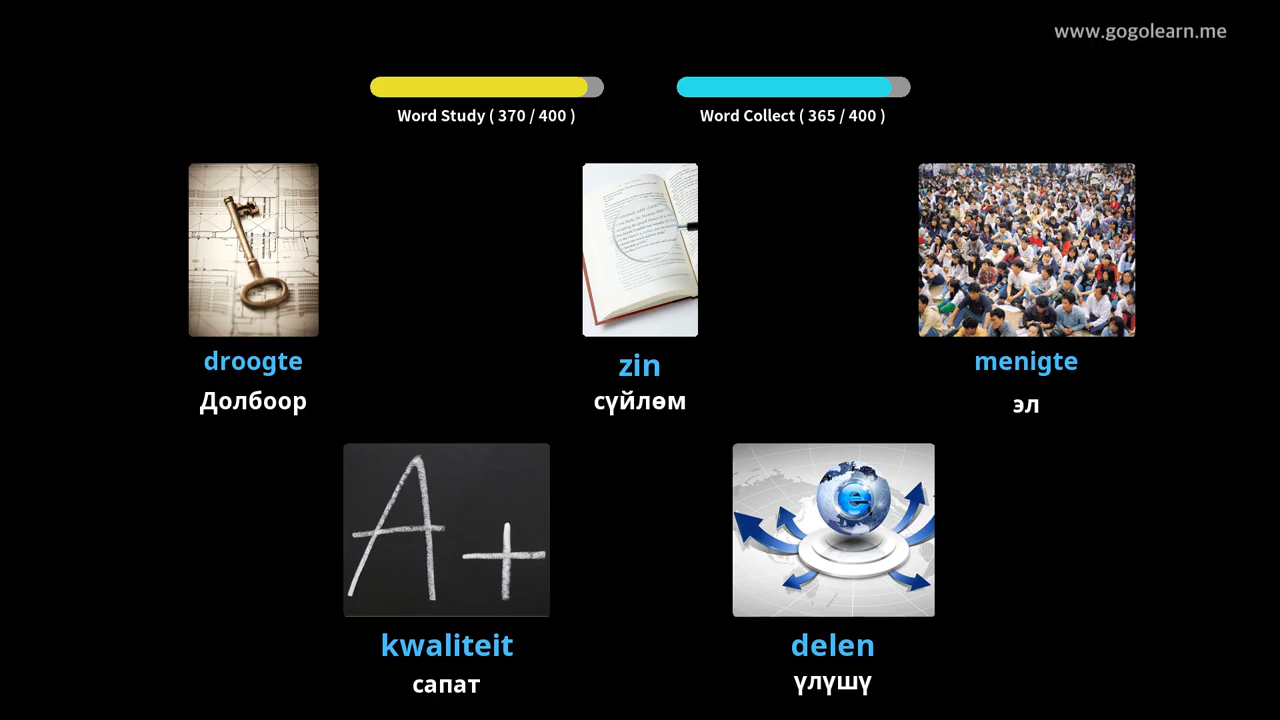 www.gogolearn.me
Word Study ( 370 / 400 )
Word Collect ( 365 / 400 )
droogte
Долбоор
zin
сүйлөм
menigte
эл
A+
kwaliteit
сапат
e
delen
үлүшү